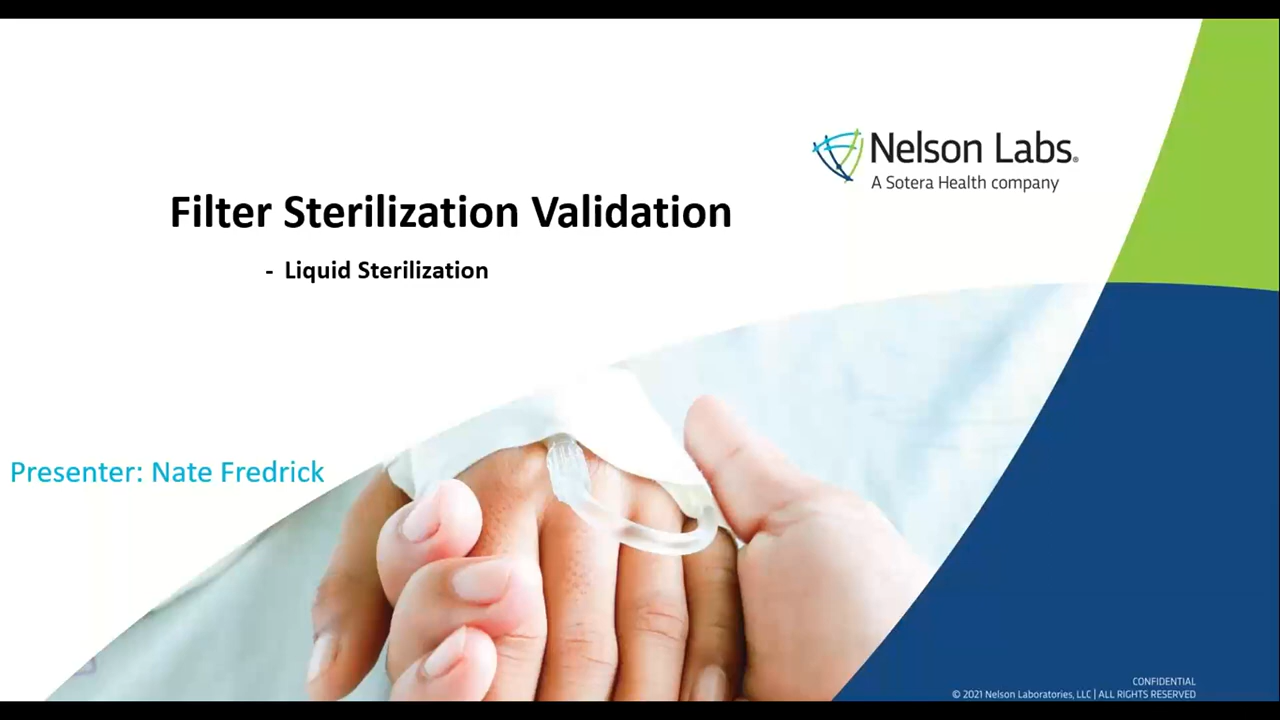 Nelson Labs®
A Sotera Health company
Filter Sterilization Validation
- Liquid Sterilization
Presenter: Nate Fredrick
CONFIDENTIAL
© 2021 Nelson Laboratories, LLC | ALL RIGHTS RESERVED